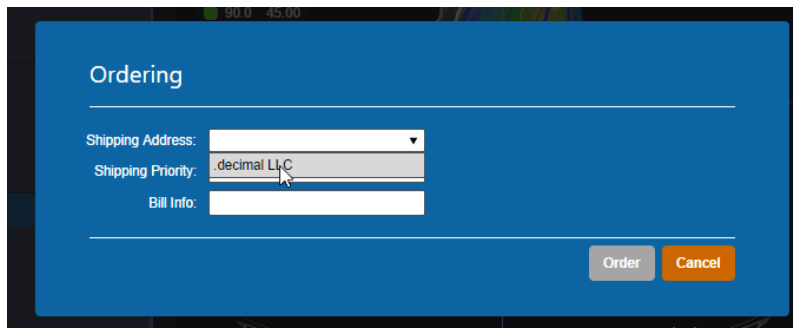 90.0 45.00
Ordering
Shipping Address:
.decimal LLC
Shipping Priority:
Bill Info:
Order Cancel